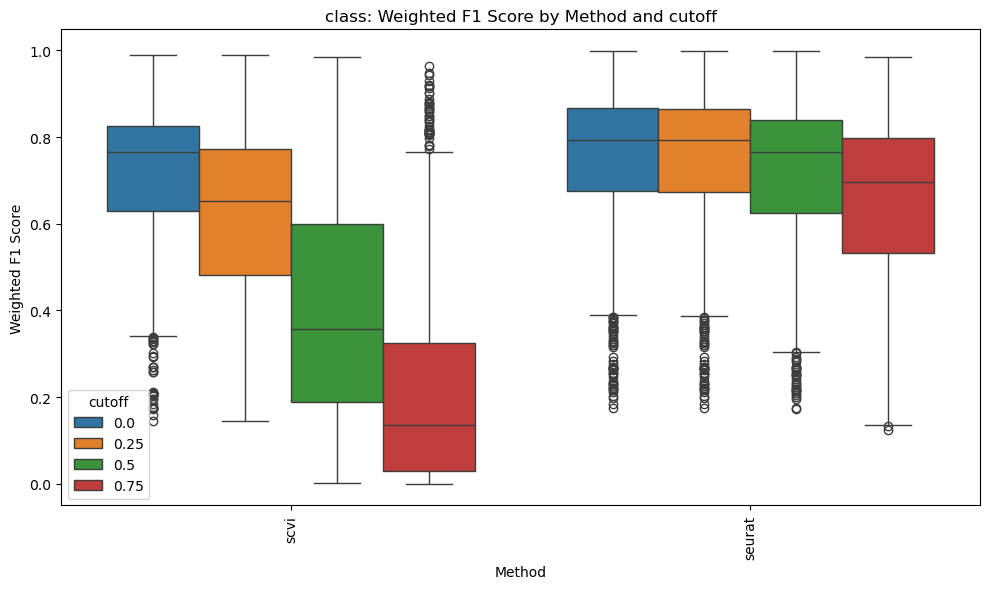 class: Weighted F1 Score by Method and cutoff
Weighted F1 Score
1.0
0.8
0.6
0.4
0.2
0.0
cutoff
0.0
0.25
0.5
0.75
scvi
seurat
Method